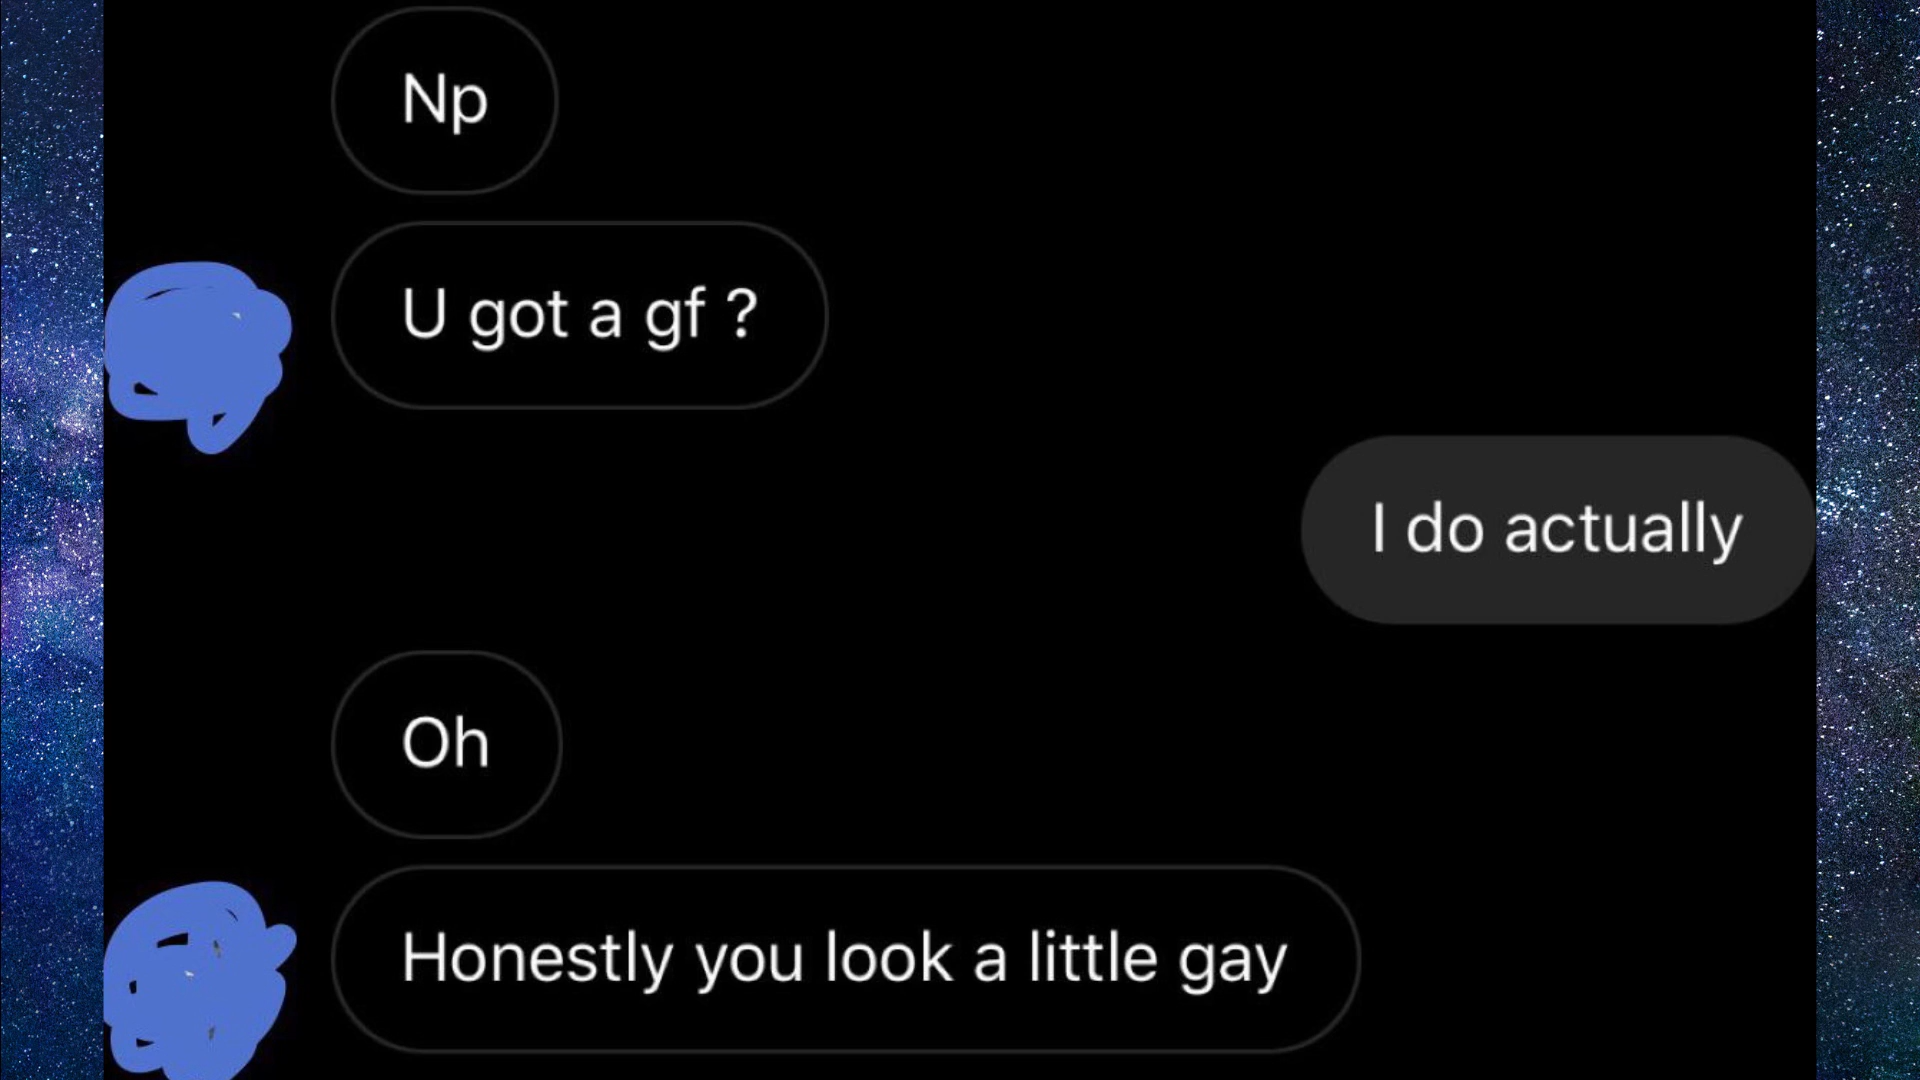 Np
U got a gf ?
I do actually
Oh
Honestly you look a little gay